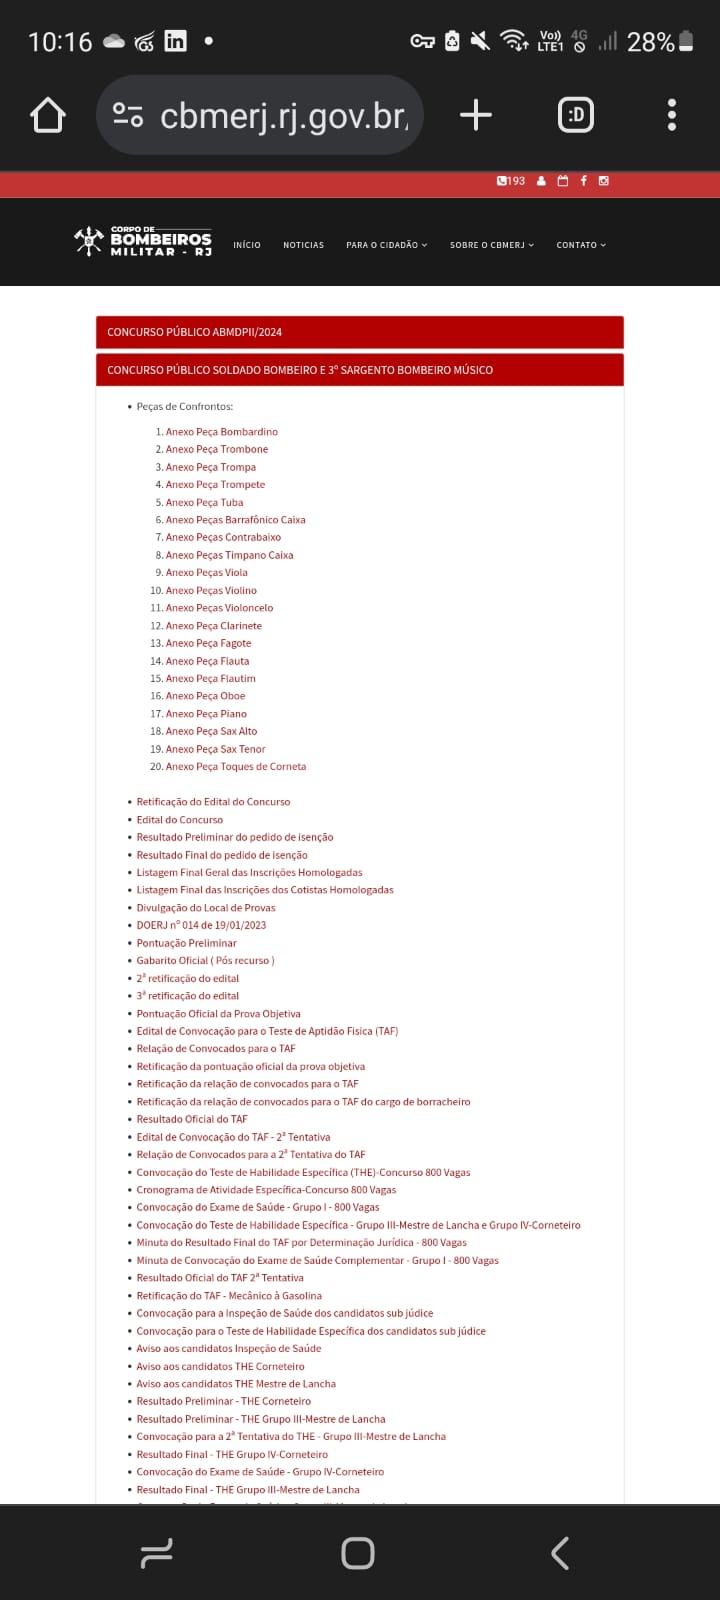 10:16
Vo)) LTE1
4G
28%
cbmerj.rj.gov.br
:D
193
CORPO DE
BOMBEIROS
MILITAR - RJ
INÍCIO
NOTICIAS
PARA O CIDADÃO
SOBRE O CBMERJ
CONTATO
CONCURSO PÚBLICO ABMDPII/2024
CONCURSO PÚBLICO SOLDADO BOMBEIRO E 3º SARGENTO BOMBEIRO MÚSICO
• Peças de Confrontos:
1. Anexo Peça Bombardino
2. Anexo Peça Trombone
3. Anexo Peça Trompa
4. Anexo Peça Trompete
5. Anexo Peça Tuba
6. Anexo Peças Barrafônico Caixa
7. Anexo Peças Contrabaixo
8. Anexo Peças Timpano Caixa
9. Anexo Peças Viola
10. Anexo Peças Violino
11. Anexo Peças Violoncelo
12. Anexo Peça Clarinete
13. Anexo Peça Fagote
14. Anexo Peça Flauta
15. Anexo Peça Flautim
16. Anexo Peça Oboe
17. Anexo Peça Piano
18. Anexo Peça Sax Alto
19. Anexo Peça Sax Tenor
20. Anexo Peça Toques de Corneta
• Retificação do Edital do Concurso
• Edital do Concurso
• Resultado Preliminar do pedido de isenção
• Resultado Final do pedido de isenção
• Listagem Final Geral das Inscrições Homologadas
• Listagem Final das Inscrições dos Cotistas Homologadas
• Divulgação do Local de Provas
• DOERJ nº 014 de 19/01/2023
• Pontuação Preliminar
• Gabarito Oficial ( Pós recurso )
• 2ª retificação do edital
• 3ª retificação do edital
• Pontuação Oficial da Prova Objetiva
• Edital de Convocação para o Teste de Aptidão Fisica (TAF)
• Relação de Convocados para o TAF
• Retificação da pontuação oficial da prova objetiva
• Retificação da relação de convocados para o TAF
• Retificação da relação de convocados para o TAF do cargo de borracheiro
• Resultado Oficial do TAF
• Edital de Convocação do TAF - 2ª Tentativa
• Relação de Convocados para a 2ª Tentativa do TAF
• Convocação do Teste de Habilidade Específica (THE)-Concurso 800 Vagas
• Cronograma de Atividade Específica-Concurso 800 Vagas
• Convocação do Exame de Saúde - Grupo I - 800 Vagas
• Convocação do Teste de Habilidade Específica - Grupo III-Mestre de Lancha e Grupo IV-Corneteiro
• Minuta do Resultado Final do TAF por Determinação Jurídica - 800 Vagas
• Minuta de Convocação do Exame de Saúde Complementar - Grupo I - 800 Vagas
• Resultado Oficial do TAF 2ª Tentativa
• Retificação do TAF - Mecânico à Gasolina
• Convocação para a Inspeção de Saúde dos candidatos sub júdice
• Convocação para o Teste de Habilidade Específica dos candidatos sub júdice
• Aviso aos candidatos Inspeção de Saúde
• Aviso aos candidatos THE Corneteiro
• Aviso aos candidatos THE Mestre de Lancha
• Resultado Preliminar - THE Corneteiro
• Resultado Preliminar - THE Grupo III-Mestre de Lancha
• Convocação para a 2ª Tentativa do THE - Grupo III-Mestre de Lancha
• Resultado Final - THE Grupo IV-Corneteiro
• Convocação do Exame de Saúde - Grupo IV-Corneteiro
• Resultado Final - THE Grupo III-Mestre de Lancha